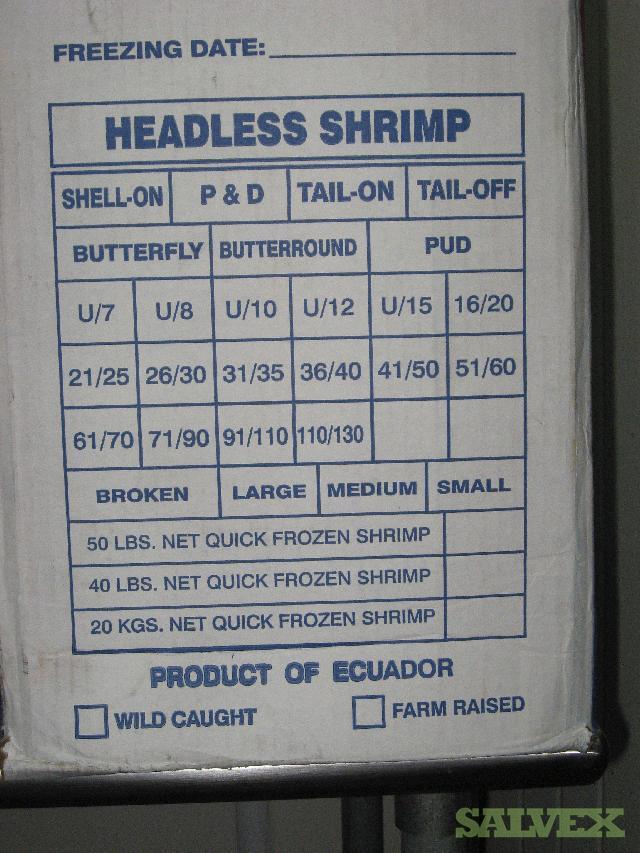 FREEZING DATE:
HEADLESS SHRIMP
SHELL-ON P & D TAIL-ON TAIL-OFF
BUTTERFLY BUTTERROUND PUD
U/7 U/8 U/10 U/12 U/15 16/20
21/25 26/30 31/35 36/40 41/50 51/60
61/70 71/90 91/110 110/130
BROKEN LARGE MEDIUM SMALL
50 LBS. NET QUICK FROZEN SHRIMP
40 LBS. NET QUICK FROZEN SHRIMP
20 KGS. NET QUICK FROZEN SHRIMP
PRODUCT OF ECUADOR
WILD CAUGHT FARM RAISED
SALVEX